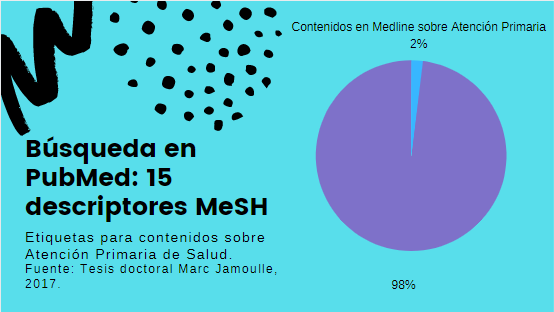 Contenidos en Medline sobre Atención Primaria
2%
Búsqueda en
PubMed: 15
descriptores MeSH
Etiquetas para contenidos sobre
Atención Primaria de Salud.
Fuente: Tesis doctoral Marc Jamoulle,
2017.
98%